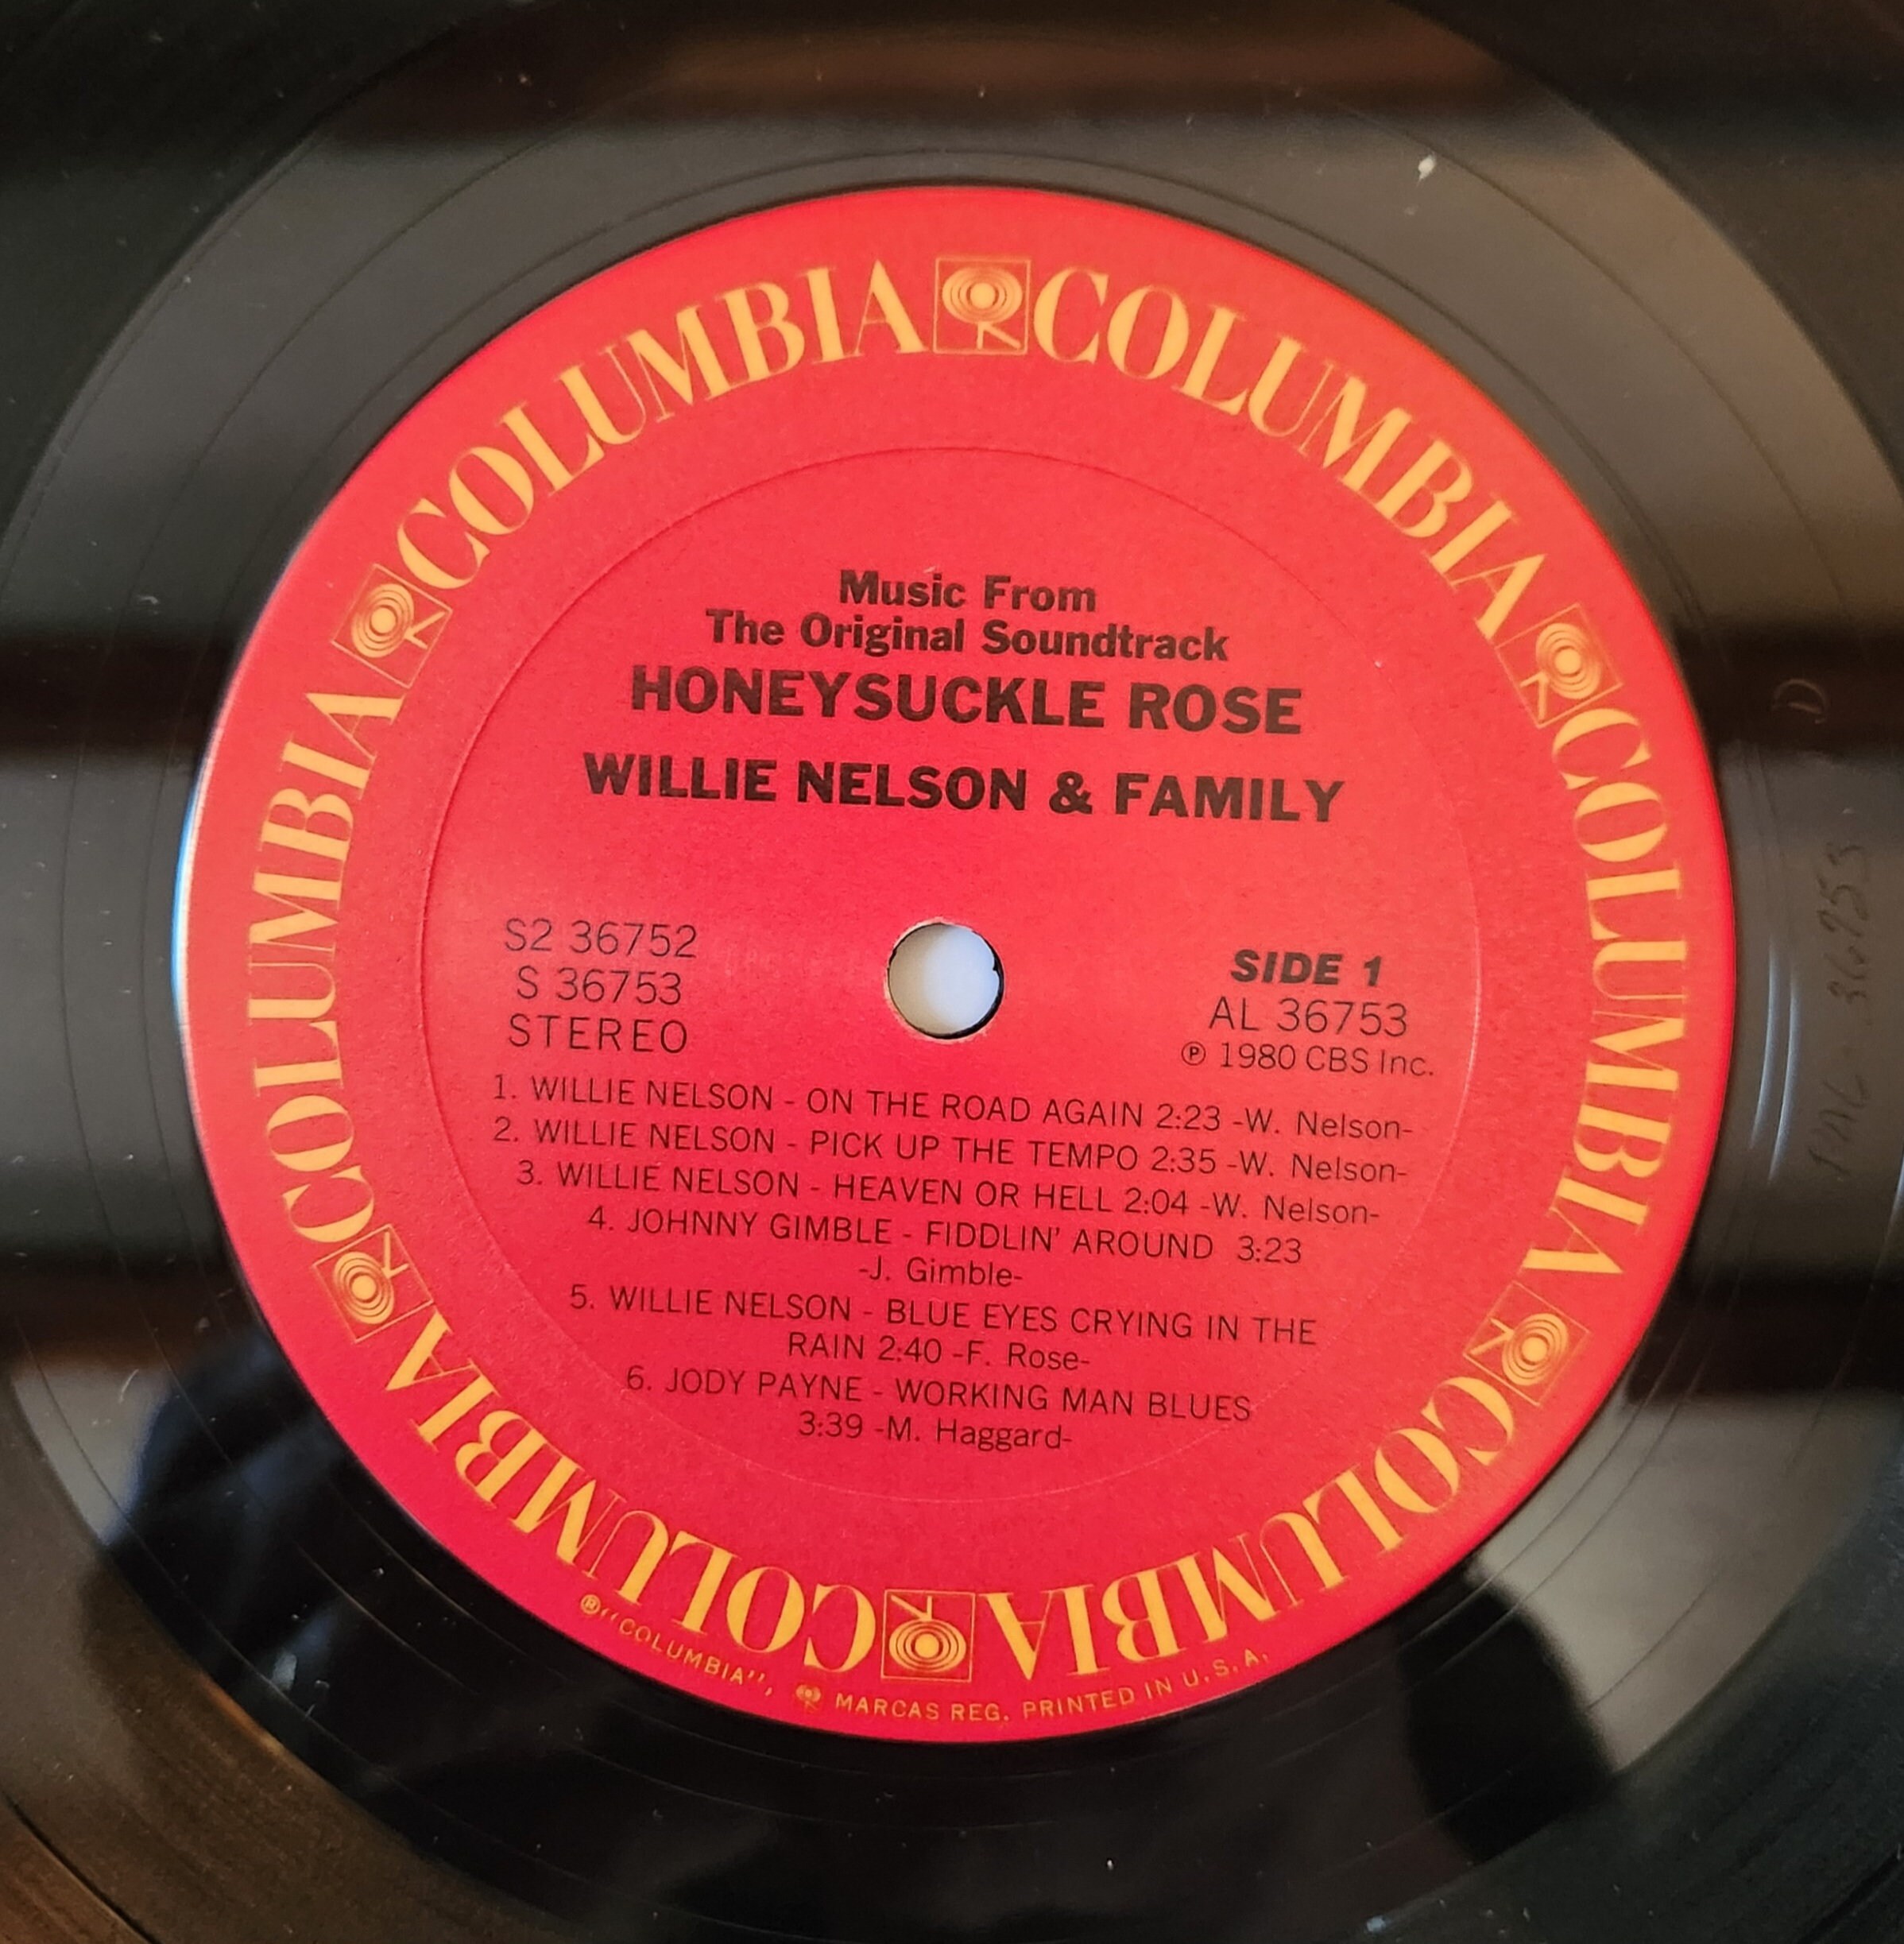 COLUMBIA COLUMBIA COLUMBIA COLUMBIA COLUMBIA COLUMBIA
Music From
The Original Soundtrack
HONEYSUCKLE ROSE
WILLIE NELSON & FAMILY
S2 36752
S 36753
STEREO
SIDE 1
AL 36753
℗ 1980 CBS Inc.
1. WILLIE NELSON - ON THE ROAD AGAIN 2:23 -W. Nelson-
2. WILLIE NELSON - PICK UP THE TEMPO 2:35 -W. Nelson-
3. WILLIE NELSON - HEAVEN OR HELL 2:04 -W. Nelson-
4. JOHNNY GIMBLE - FIDDLIN' AROUND 3:23
-J. Gimble-
5. WILLIE NELSON - BLUE EYES CRYING IN THE
RAIN 2:40 -F. Rose-
6. JODY PAYNE - WORKING MAN BLUES
3:39 -M. Haggard-
®"COLUMBIA", MARCAS REG. PRINTED IN U.S.A.
36753